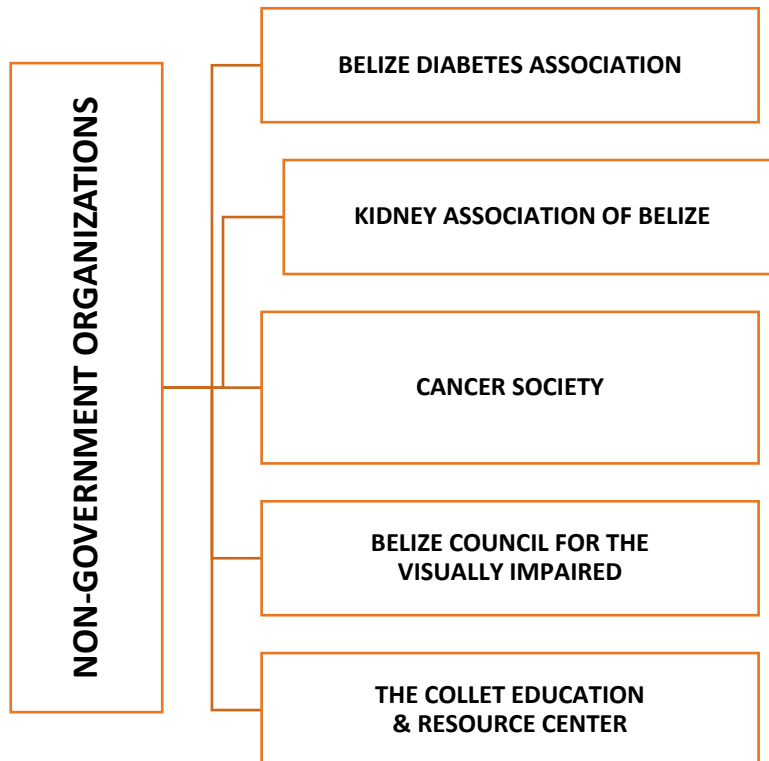 NON-GOVERNMENT ORGANIZATIONS
BELIZE DIABETES ASSOCIATION
KIDNEY ASSOCIATION OF BELIZE
CANCER SOCIETY
BELIZE COUNCIL FOR THE
VISUALLY IMPAIRED
THE COLLET EDUCATION
& RESOURCE CENTER